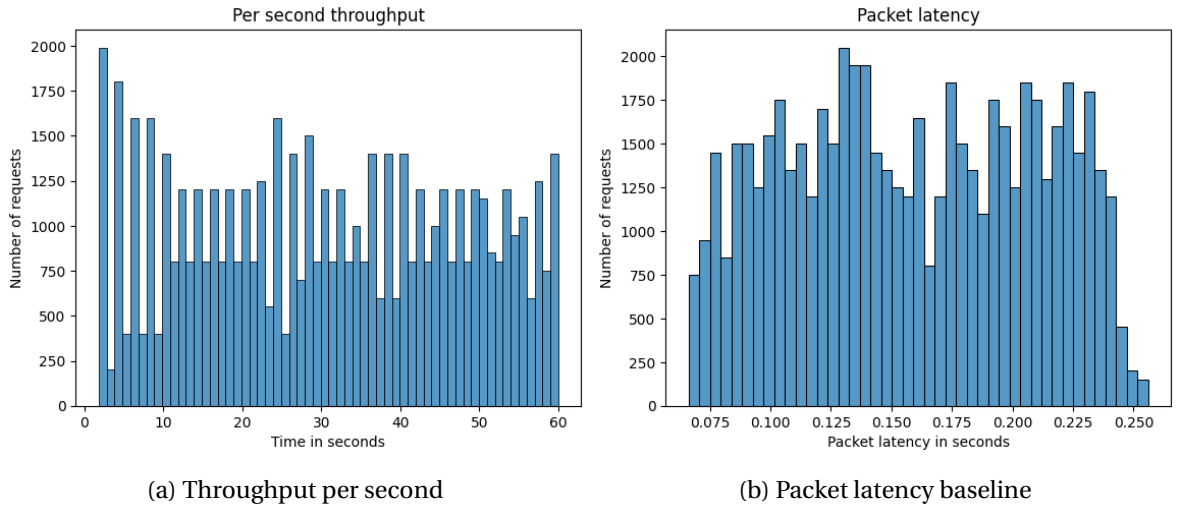 Per second throughput
2000
1750
1500
1250
1000
750
500
250
0
Number of requests
0 10 20 30 40 50 60
Time in seconds
(a) Throughput per second
Packet latency
2000
1750
1500
1250
1000
750
500
250
0
Number of requests
0.075 0.100 0.125 0.150 0.175 0.200 0.225 0.250
Packet latency in seconds
(b) Packet latency baseline